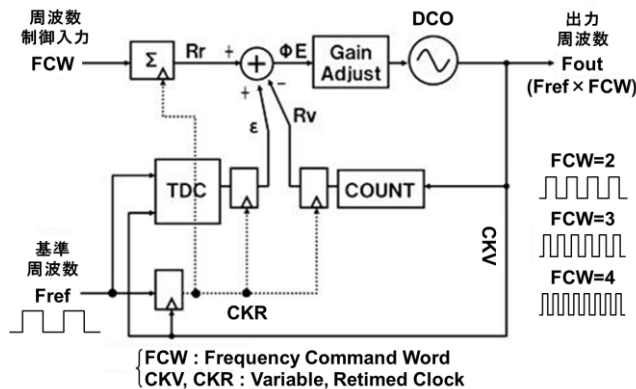 周波数
制御入力
FCW
Σ
Rr
+
+
ΦE
Gain
Adjust
DCO
出力
周波数
Fout
(Fref×FCW)
−
+
ε
Rv
TDC
COUNT
CKV
FCW=2
FCW=3
FCW=4
基準
周波数
Fref
CKR
FCW : Frequency Command Word
CKV, CKR : Variable, Retimed Clock